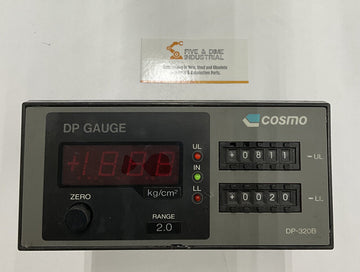 FIVE & DIME
INDUSTRIAL
DP GAUGE
cosmo
UL
IN
LL
kg/cm²
ZERO
RANGE
2.0
+0811
UL
+0020
LL
DP-320B